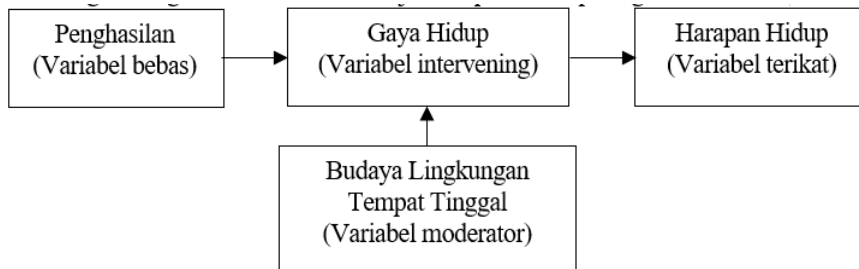 Penghasilan
(Variabel bebas)
Gaya Hidup
(Variabel intervening)
Harapan Hidup
(Variabel terikat)
Budaya Lingkungan
Tempat Tinggal
(Variabel moderator)